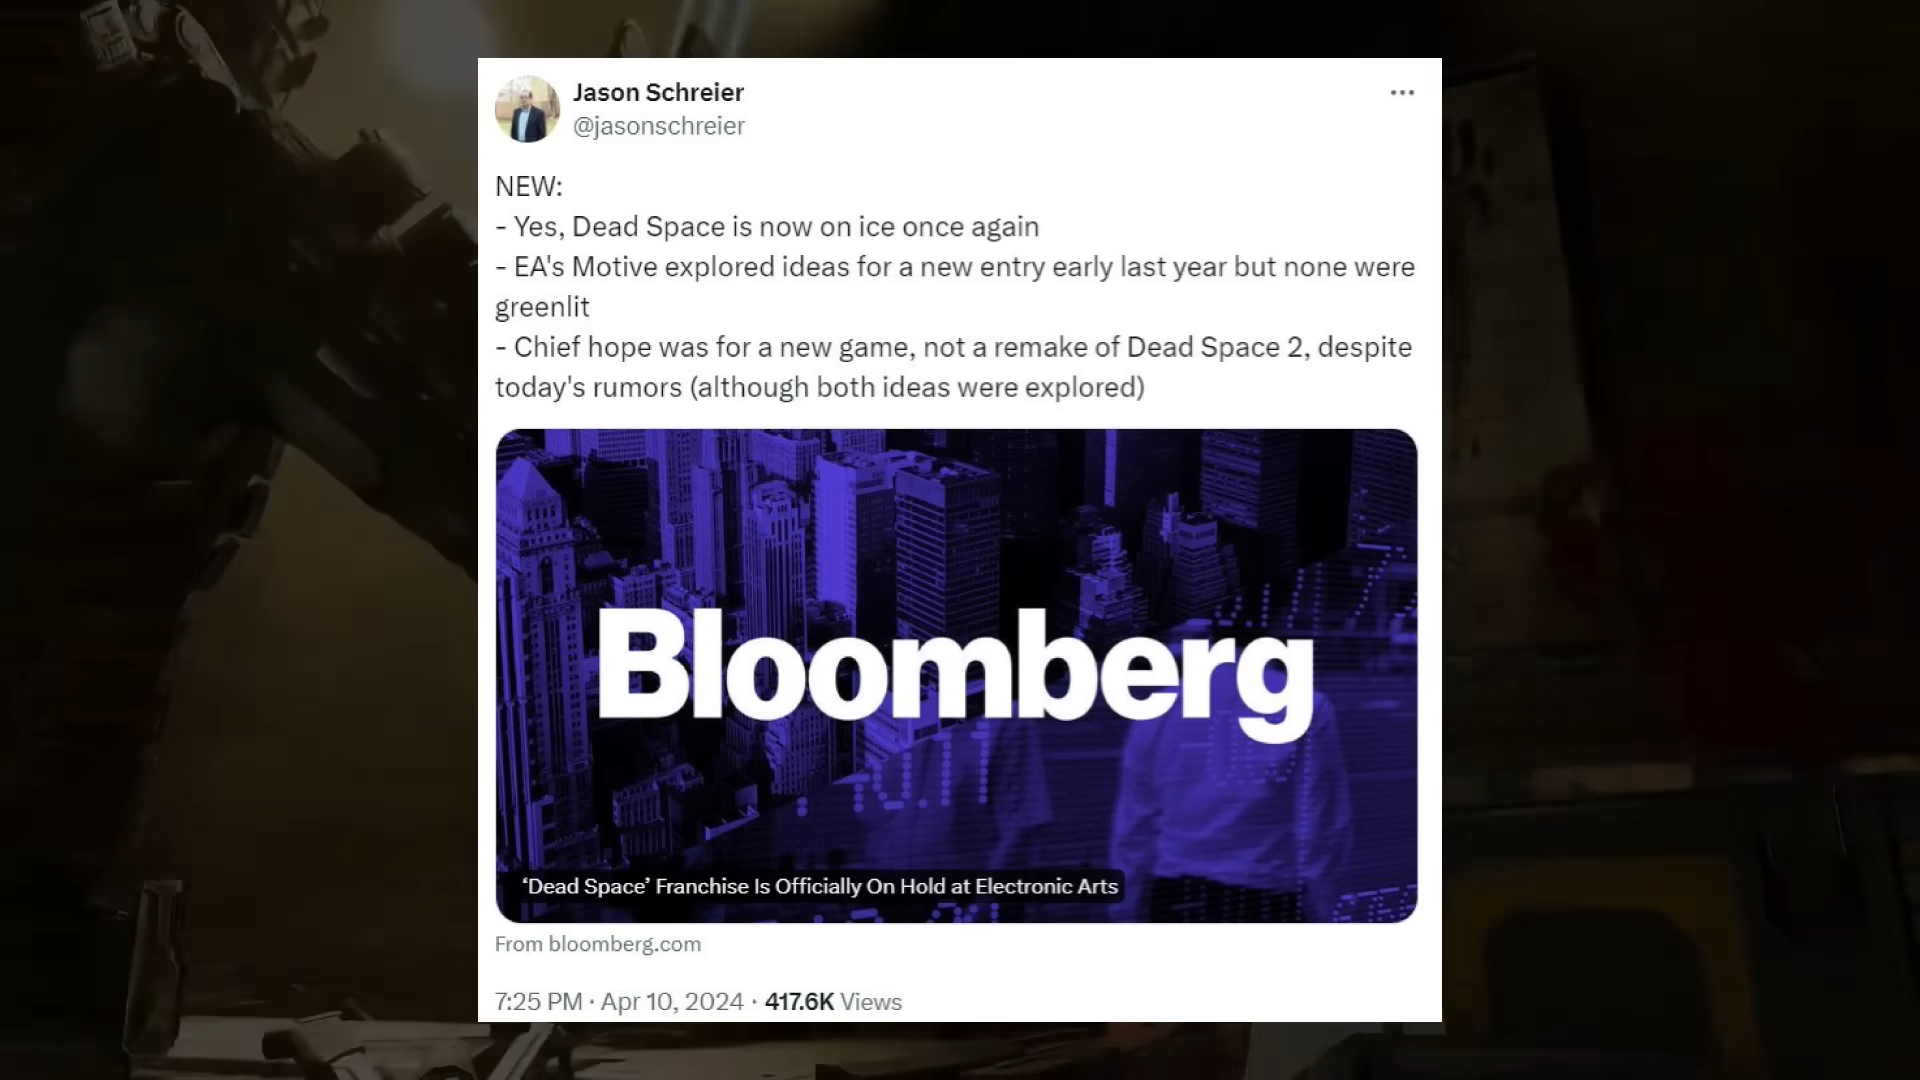 Jason Schreier
@jasonschreier
NEW:
- Yes, Dead Space is now on ice once again
- EA's Motive explored ideas for a new entry early last year but none were
greenlit
- Chief hope was for a new game, not a remake of Dead Space 2, despite
today's rumors (although both ideas were explored)
Bloomberg
‘Dead Space’ Franchise Is Officially On Hold at Electronic Arts
From bloomberg.com
7:25 PM · Apr 10, 2024 · 417.6K Views